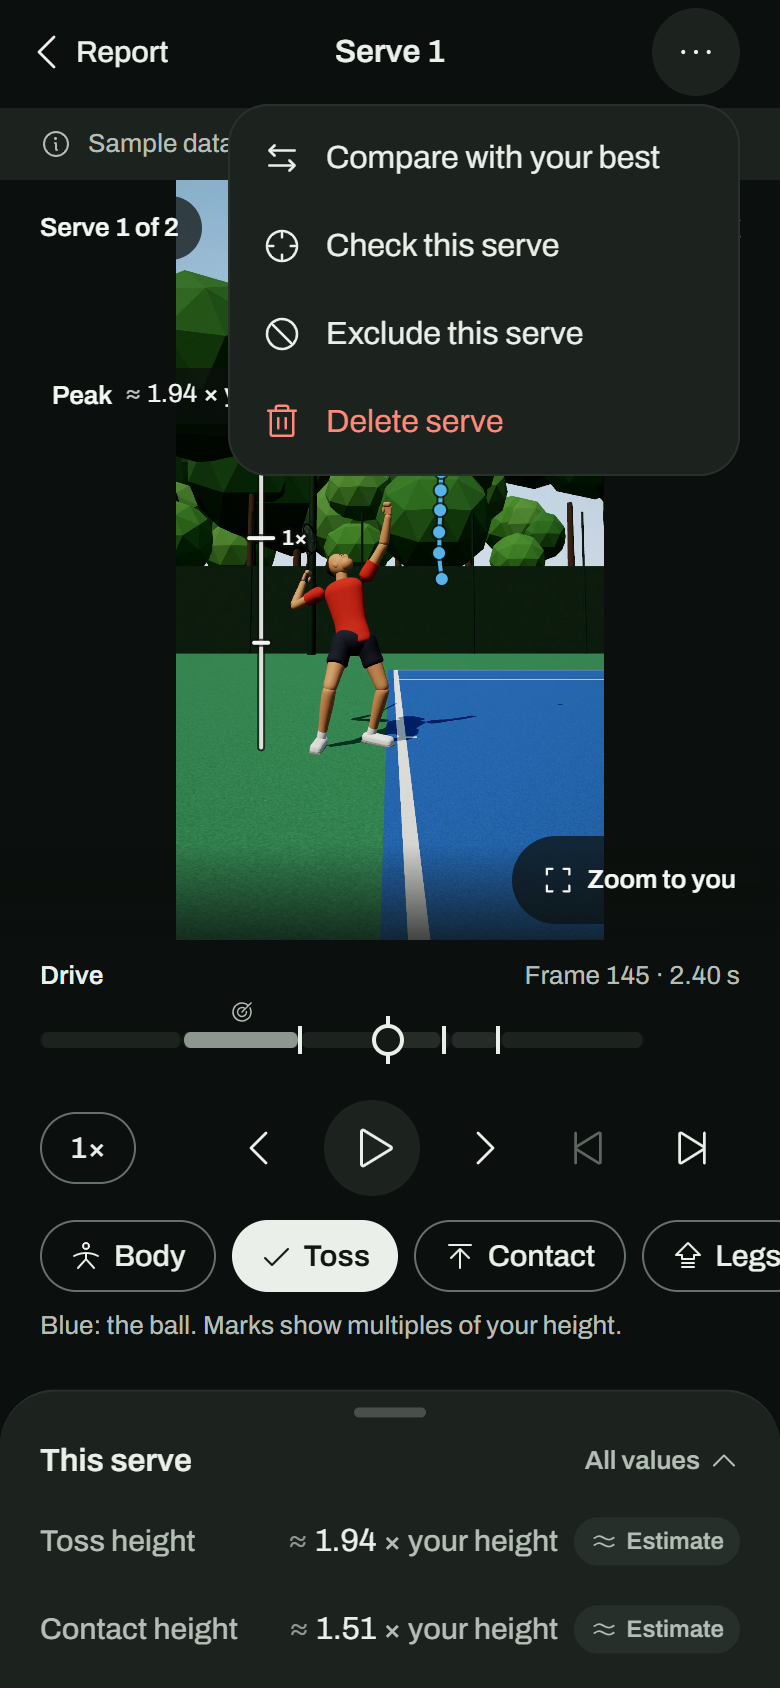 Report
Serve 1
Sample data
Compare with your best
Serve 1 of 2
Check this serve
Exclude this serve
Peak ≈ 1.94 ×
Delete serve
1×
Zoom to you
Drive
Frame 145 · 2.40 s
1×
Body
Toss
Contact
Legs
Blue: the ball. Marks show multiples of your height.
This serve
All values
Toss height
≈ 1.94 × your height
Estimate
Contact height
≈ 1.51 × your height
Estimate